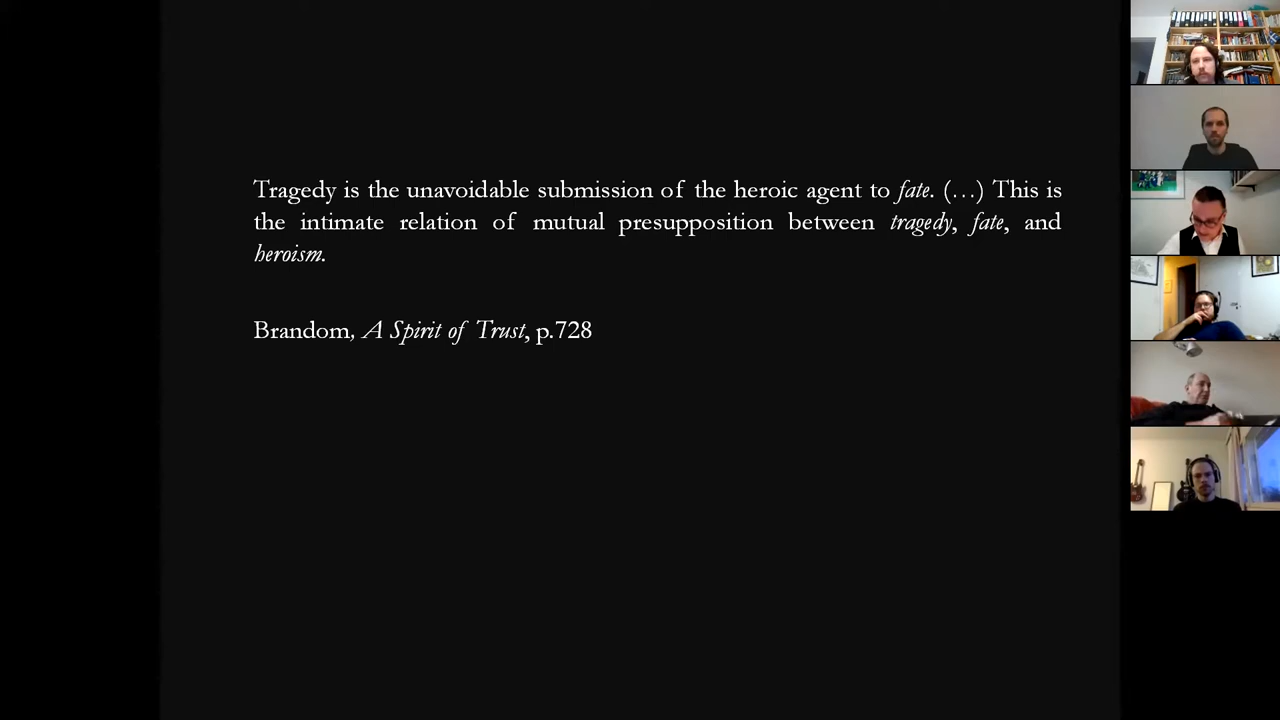 Tragedy is the unavoidable submission of the heroic agent to fate. (…) This is
the intimate relation of mutual presupposition between tragedy, fate, and
heroism.
Brandom, A Spirit of Trust, p.728